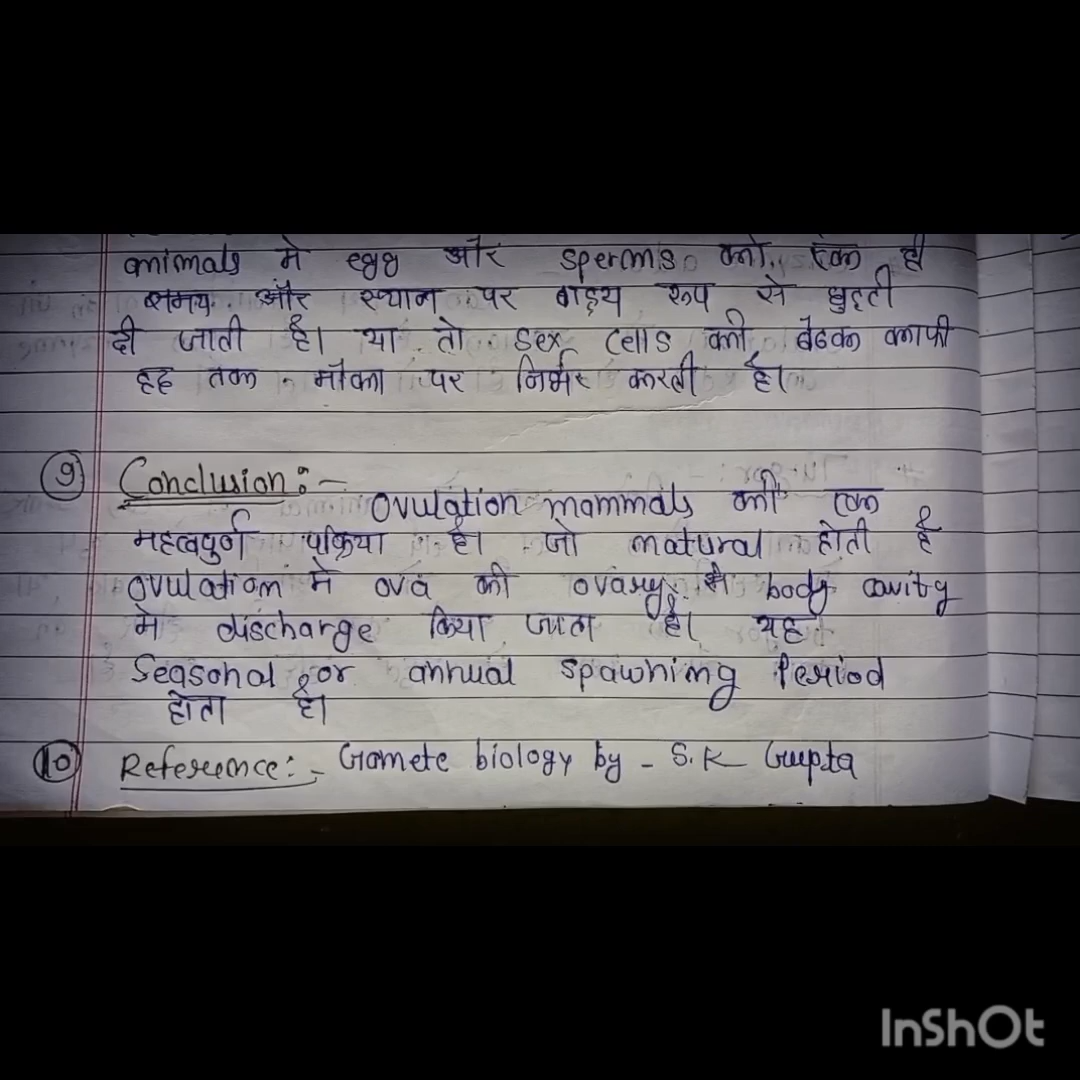 animals मे egg और sperms को एक ही
समय और स्थान पर बाहय रूप से छुट्टी
दी जाती है। या तो sex cells की बेठक काफी
हद तक मौका पर निर्भर करती है।
9 Conclusion:-
Ovulation mammals की एक
महत्वपुर्ण पक्रिया है। जो natural होती है
Ovulation मे ova की ovary से body cavity
मे discharge किया जाता है। यह
Seasonal or annual spawning Period
होता है।
10 Reference:- Gamete biology by - S.K Gupta
InShOt